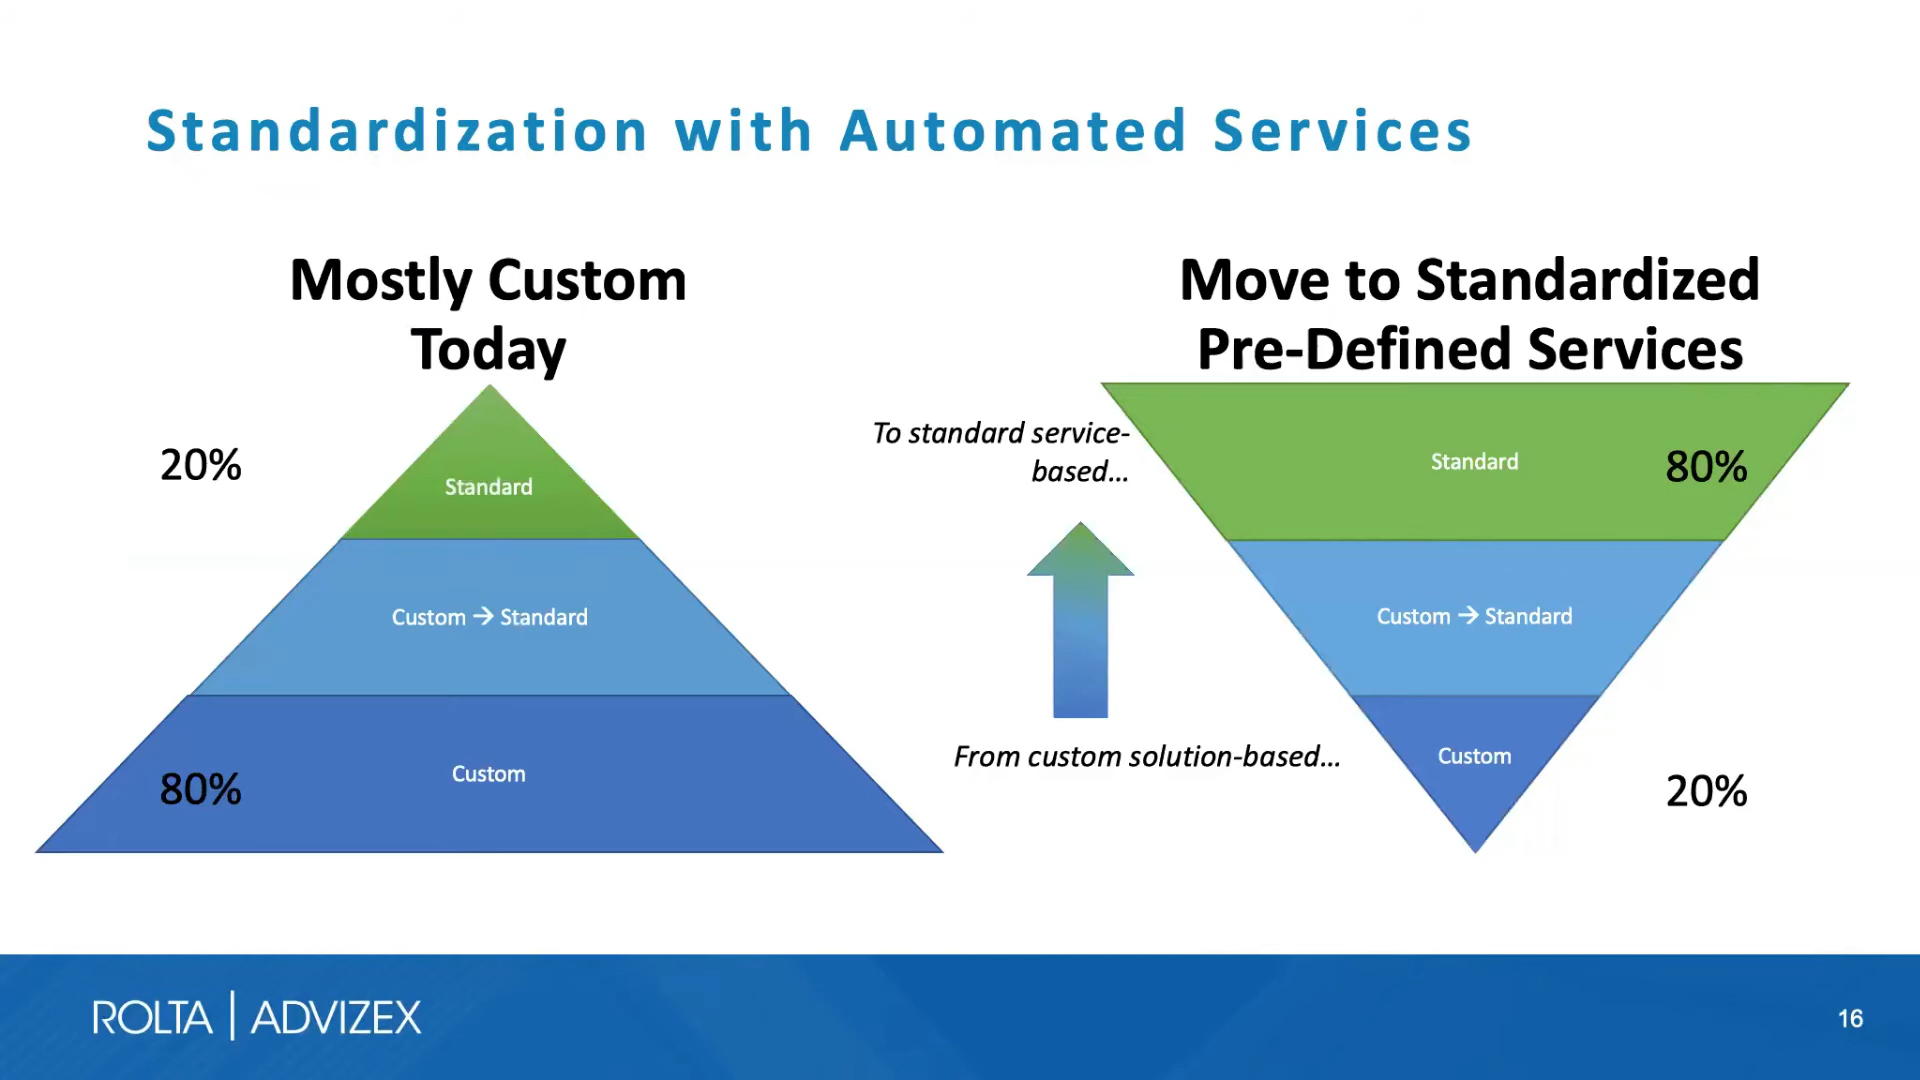 Standardization with Automated Services
Mostly Custom
Today
20%
Standard
Custom → Standard
80%
Custom
To standard service-
based...
From custom solution-based...
Move to Standardized
Pre-Defined Services
Standard
80%
Custom → Standard
Custom
20%
ROLTA | ADVIZEX
16